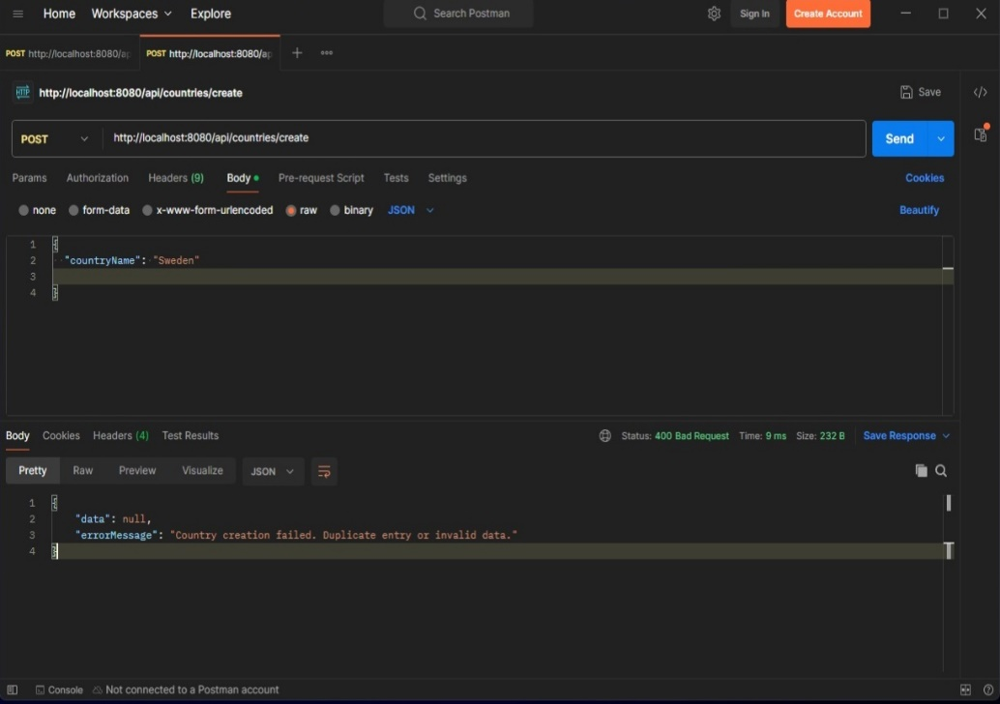 Home Workspaces Explore Search Postman Sign In Create Account
POST http://localhost:8080/ap POST http://localhost:8080/ap
HTTP http://localhost:8080/api/countries/create Save
POST http://localhost:8080/api/countries/create Send
Params Authorization Headers (9) Body Pre-request Script Tests Settings Cookies
none form-data x-www-form-urlencoded raw binary JSON Beautify
1 {
2 "countryName": "Sweden"
3
4 }
Body Cookies Headers (4) Test Results Status: 400 Bad Request Time: 9 ms Size: 232 B Save Response
Pretty Raw Preview Visualize JSON
1 {
2 "data": null,
3 "errorMessage": "Country creation failed. Duplicate entry or invalid data."
4 }
Console Not connected to a Postman account